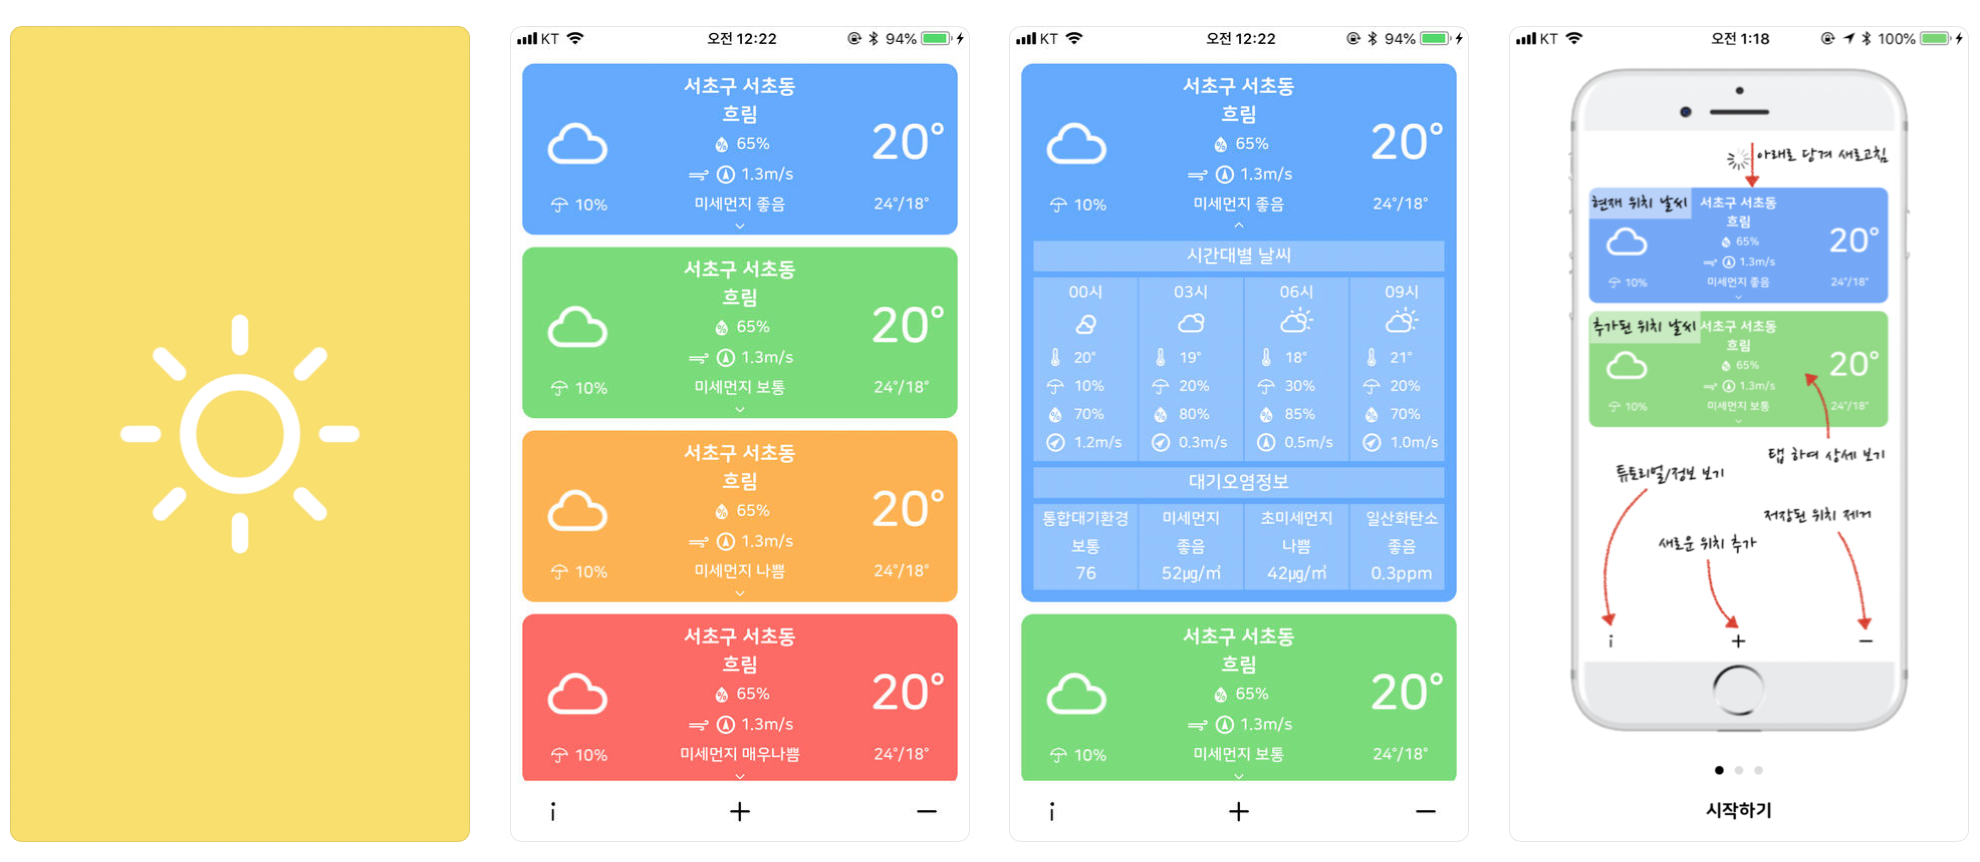 KT 오전 12:22 94%
서초구 서초동
흐림
65%
20°
1.3m/s
10% 미세먼지 좋음 24°/18°
서초구 서초동
흐림
65%
20°
1.3m/s
10% 미세먼지 보통 24°/18°
서초구 서초동
흐림
65%
20°
1.3m/s
10% 미세먼지 나쁨 24°/18°
서초구 서초동
흐림
65%
20°
1.3m/s
10% 미세먼지 매우나쁨 24°/18°
i + −
KT 오전 12:22 94%
서초구 서초동
흐림
65%
20°
1.3m/s
10% 미세먼지 좋음 24°/18°
시간대별 날씨
00시 03시 06시 09시
20° 19° 18° 21°
10% 20% 30% 20%
70% 80% 85% 70%
1.2m/s 0.3m/s 0.5m/s 1.0m/s
대기오염정보
통합대기환경 미세먼지 초미세먼지 일산화탄소
보통 좋음 나쁨 좋음
76 52㎍/㎥ 42㎍/㎥ 0.3ppm
서초구 서초동
흐림
65%
20°
1.3m/s
10% 미세먼지 보통 24°/18°
i + −
KT 오전 1:18 100%
아래로 당겨 새로고침
현재 위치 날씨 서초구 서초동
흐림
65%
20°
1.3m/s
10% 미세먼지 좋음 24°/18°
추가된 위치 날씨 서초구 서초동
흐림
65%
20°
1.3m/s
10% 미세먼지 보통 24°/18°
탭 하여 상세 보기
튜토리얼/정보 보기
저장된 위치 제거
새로운 위치 추가
i + −
시작하기